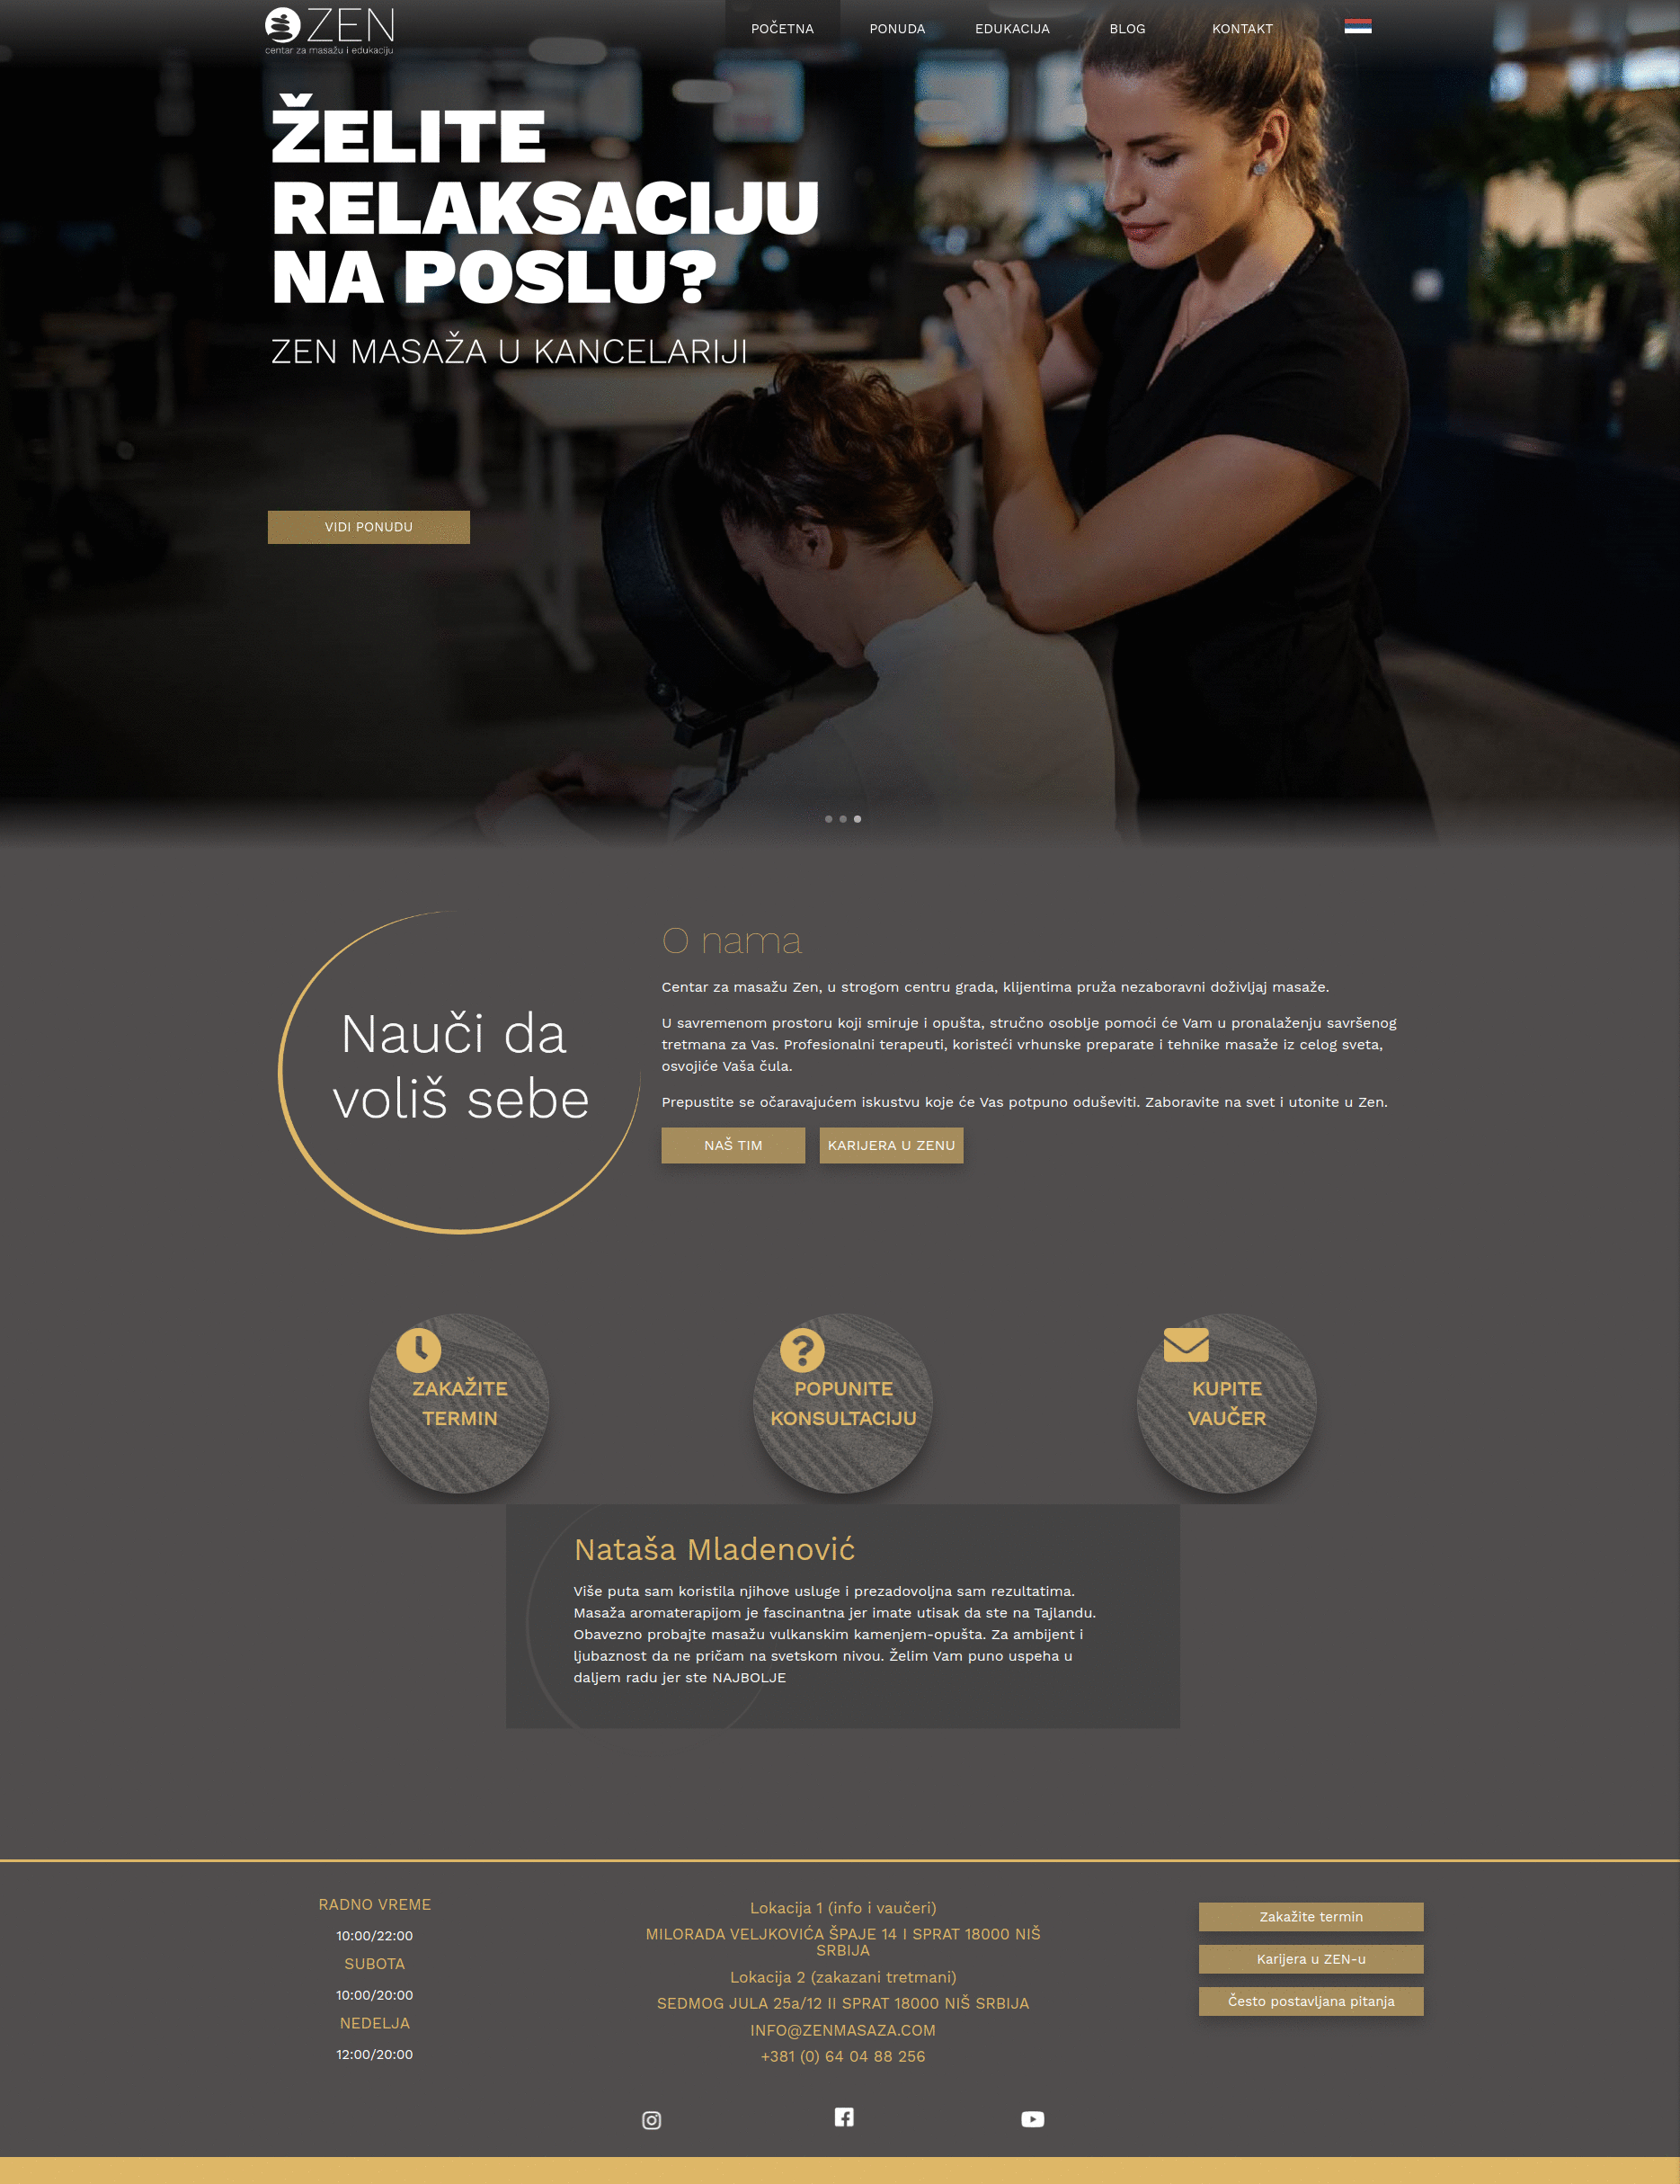 ZEN
centar za masažu i edukaciju
POČETNA
PONUDA
EDUKACIJA
BLOG
KONTAKT
ŽELITE
RELAKSACIJU
NA POSLU?
ZEN MASAŽA U KANCELARIJI
VIDI PONUDU
Nauči da
voliš sebe
O nama
Centar za masažu Zen, u strogom centru grada, klijentima pruža nezaboravni doživljaj masaže.
U savremenom prostoru koji smiruje i opušta, stručno osoblje pomoći će Vam u pronalaženju savršenog
tretmana za Vas. Profesionalni terapeuti, koristeći vrhunske preparate i tehnike masaže iz celog sveta,
osvojiće Vaša čula.
Prepustite se očaravajućem iskustvu koje će Vas potpuno oduševiti. Zaboravite na svet i utonite u Zen.
NAŠ TIM
KARIJERA U ZENU
ZAKAŽITE
TERMIN
POPUNITE
KONSULTACIJU
KUPITE
VAUČER
Nataša Mladenović
Više puta sam koristila njihove usluge i prezadovoljna sam rezultatima.
Masaža aromaterapijom je fascinantna jer imate utisak da ste na Tajlandu.
Obavezno probajte masažu vulkanskim kamenjem-opušta. Za ambijent i
ljubaznost da ne pričam na svetskom nivou. Želim Vam puno uspeha u
daljem radu jer ste NAJBOLJE
RADNO VREME
10:00/22:00
SUBOTA
10:00/20:00
NEDELJA
12:00/20:00
Lokacija 1 (info i vaučeri)
MILORADA VELJKOVIĆA ŠPAJE 14 I SPRAT 18000 NIŠ
SRBIJA
Lokacija 2 (zakazani tretmani)
SEDMOG JULA 25a/12 II SPRAT 18000 NIŠ SRBIJA
INFO@ZENMASAZA.COM
+381 (0) 64 04 88 256
Zakažite termin
Karijera u ZEN-u
Često postavljana pitanja